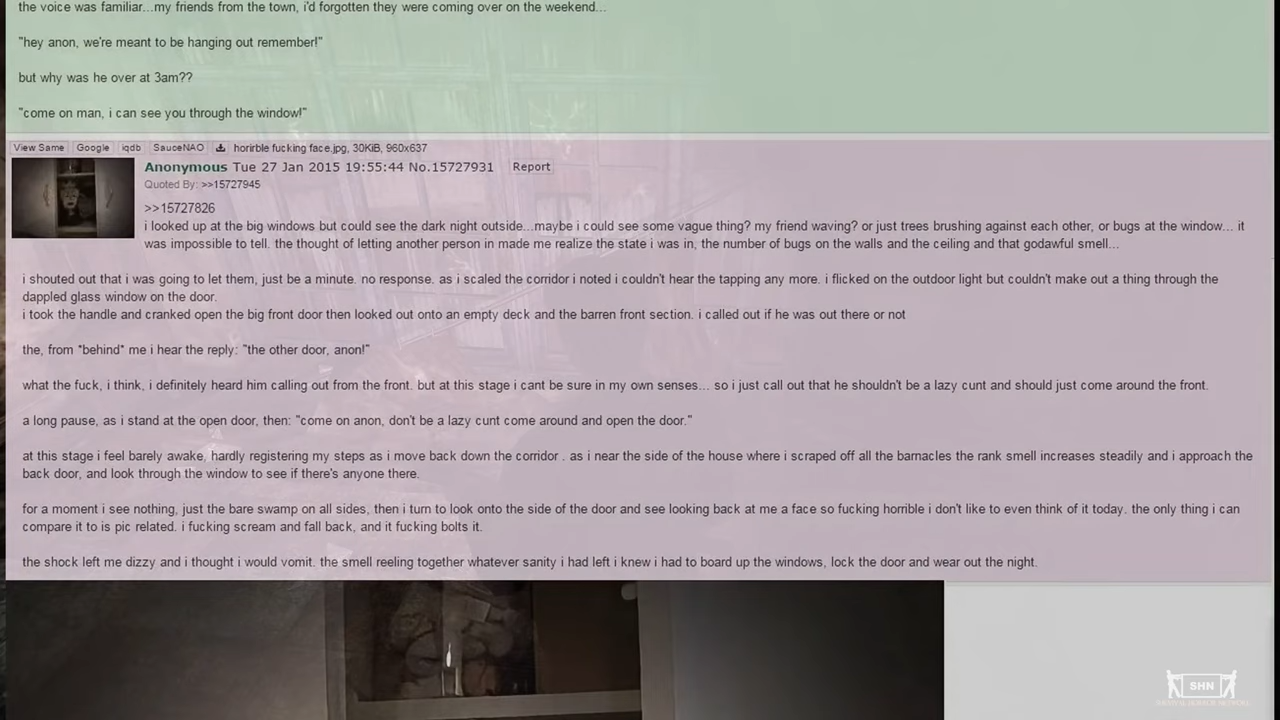 the voice was familiar...my friends from the town, i'd forgotten they were coming over on the weekend...
"hey anon, we're meant to be hanging out remember!"
but why was he over at 3am??
"come on man, i can see you through the window!"
View Same Google iqdb SauceNAO horirble fucking face.jpg, 30KiB, 960x637
Anonymous Tue 27 Jan 2015 19:55:44 No.15727931 Report
Quoted By: >>15727945
>>15727826
i looked up at the big windows but could see the dark night outside...maybe i could see some vague thing? my friend waving? or just trees brushing against each other, or bugs at the window... it
was impossible to tell. the thought of letting another person in made me realize the state i was in, the number of bugs on the walls and the ceiling and that godawful smell...
i shouted out that i was going to let them, just be a minute. no response. as i scaled the corridor i noted i couldn't hear the tapping any more. i flicked on the outdoor light but couldn't make out a thing through the
dappled glass window on the door.
i took the handle and cranked open the big front door then looked out onto an empty deck and the barren front section. i called out if he was out there or not
the, from *behind* me i hear the reply: "the other door, anon!"
what the fuck, i think, i definitely heard him calling out from the front. but at this stage i cant be sure in my own senses... so i just call out that he shouldn't be a lazy cunt and should just come around the front.
a long pause, as i stand at the open door, then: "come on anon, don't be a lazy cunt come around and open the door."
at this stage i feel barely awake, hardly registering my steps as i move back down the corridor . as i near the side of the house where i scraped off all the barnacles the rank smell increases steadily and i approach the
back door, and look through the window to see if there's anyone there.
for a moment i see nothing, just the bare swamp on all sides, then i turn to look onto the side of the door and see looking back at me a face so fucking horrible i don't like to even think of it today. the only thing i can
compare it to is pic related. i fucking scream and fall back, and it fucking bolts it.
the shock left me dizzy and i thought i would vomit. the smell reeling together whatever sanity i had left i knew i had to board up the windows, lock the door and wear out the night.
SHN